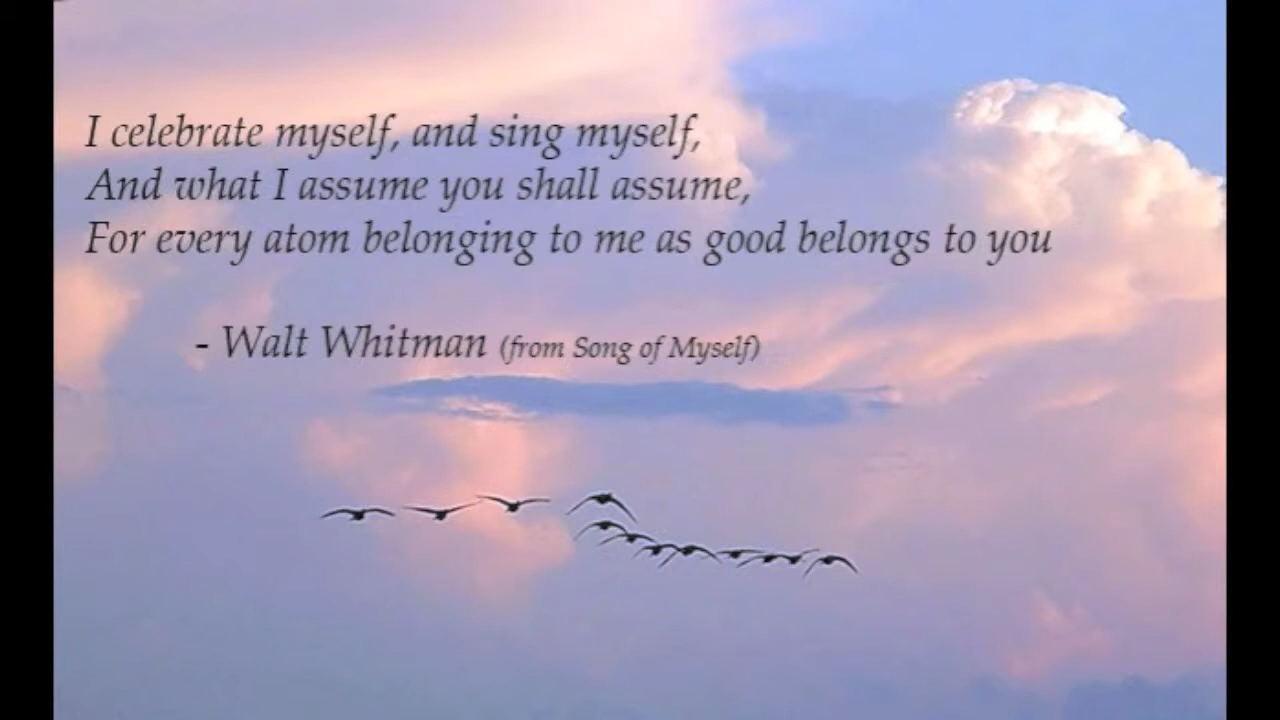 I celebrate myself, and sing myself,
And what I assume you shall assume,
For every atom belonging to me as good belongs to you
- Walt Whitman (from Song of Myself)